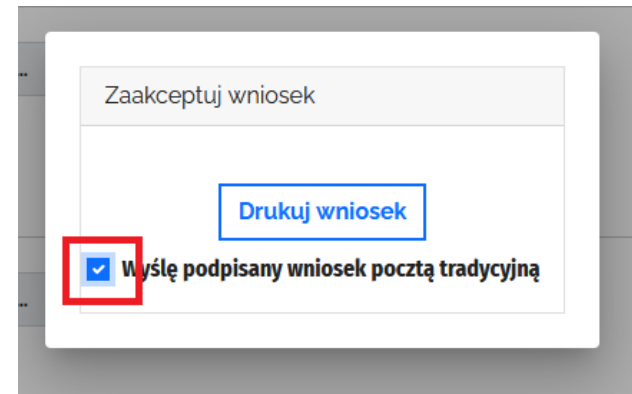 Zaakceptuj wniosek
Drukuj wniosek
Wyślę podpisany wniosek pocztą tradycyjną